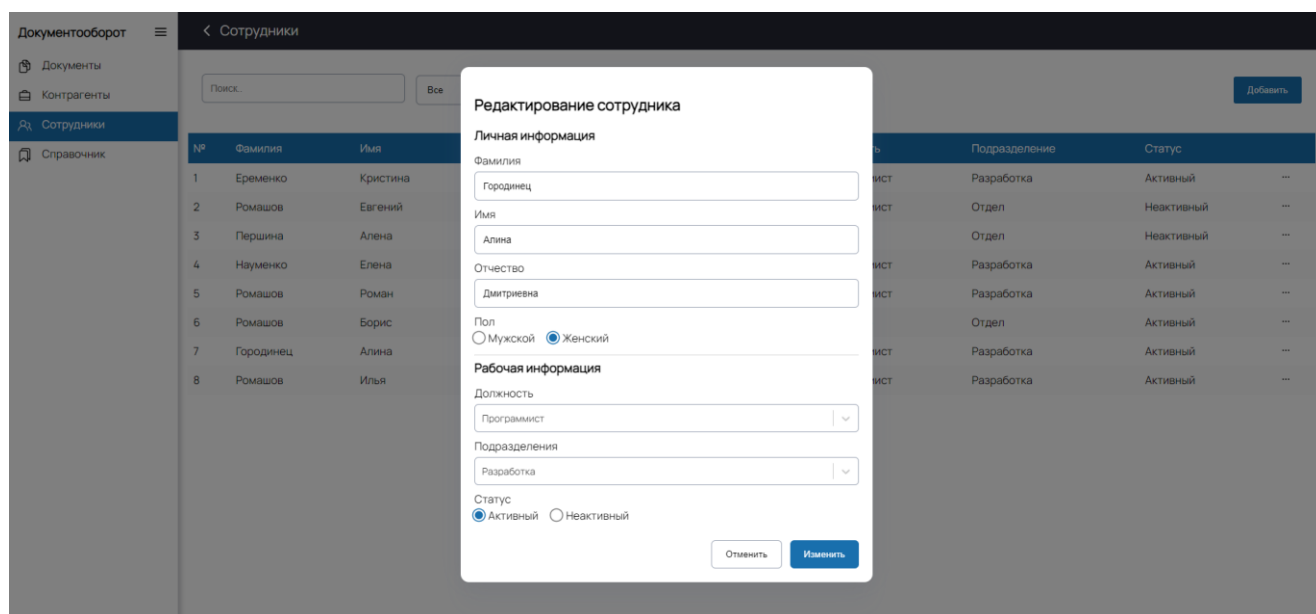 Документооборот
Сотрудники
Документы
Контрагенты
Сотрудники
Справочник
Поиск..
Все
Добавить
№ Фамилия Имя Подразделение Статус
1 Еременко Кристина Разработка Активный ...
2 Ромашов Евгений Отдел Неактивный ...
3 Першина Алена Отдел Неактивный ...
4 Науменко Елена Разработка Активный ...
5 Ромашов Роман Разработка Активный ...
6 Ромашов Борис Отдел Активный ...
7 Городинец Алина Разработка Активный ...
8 Ромашов Илья Разработка Активный ...
Редактирование сотрудника
Личная информация
Фамилия
Городинец
Имя
Алина
Отчество
Дмитриевна
Пол
Мужской Женский
Рабочая информация
Должность
Программист
Подразделения
Разработка
Статус
Активный Неактивный
Отменить Изменить